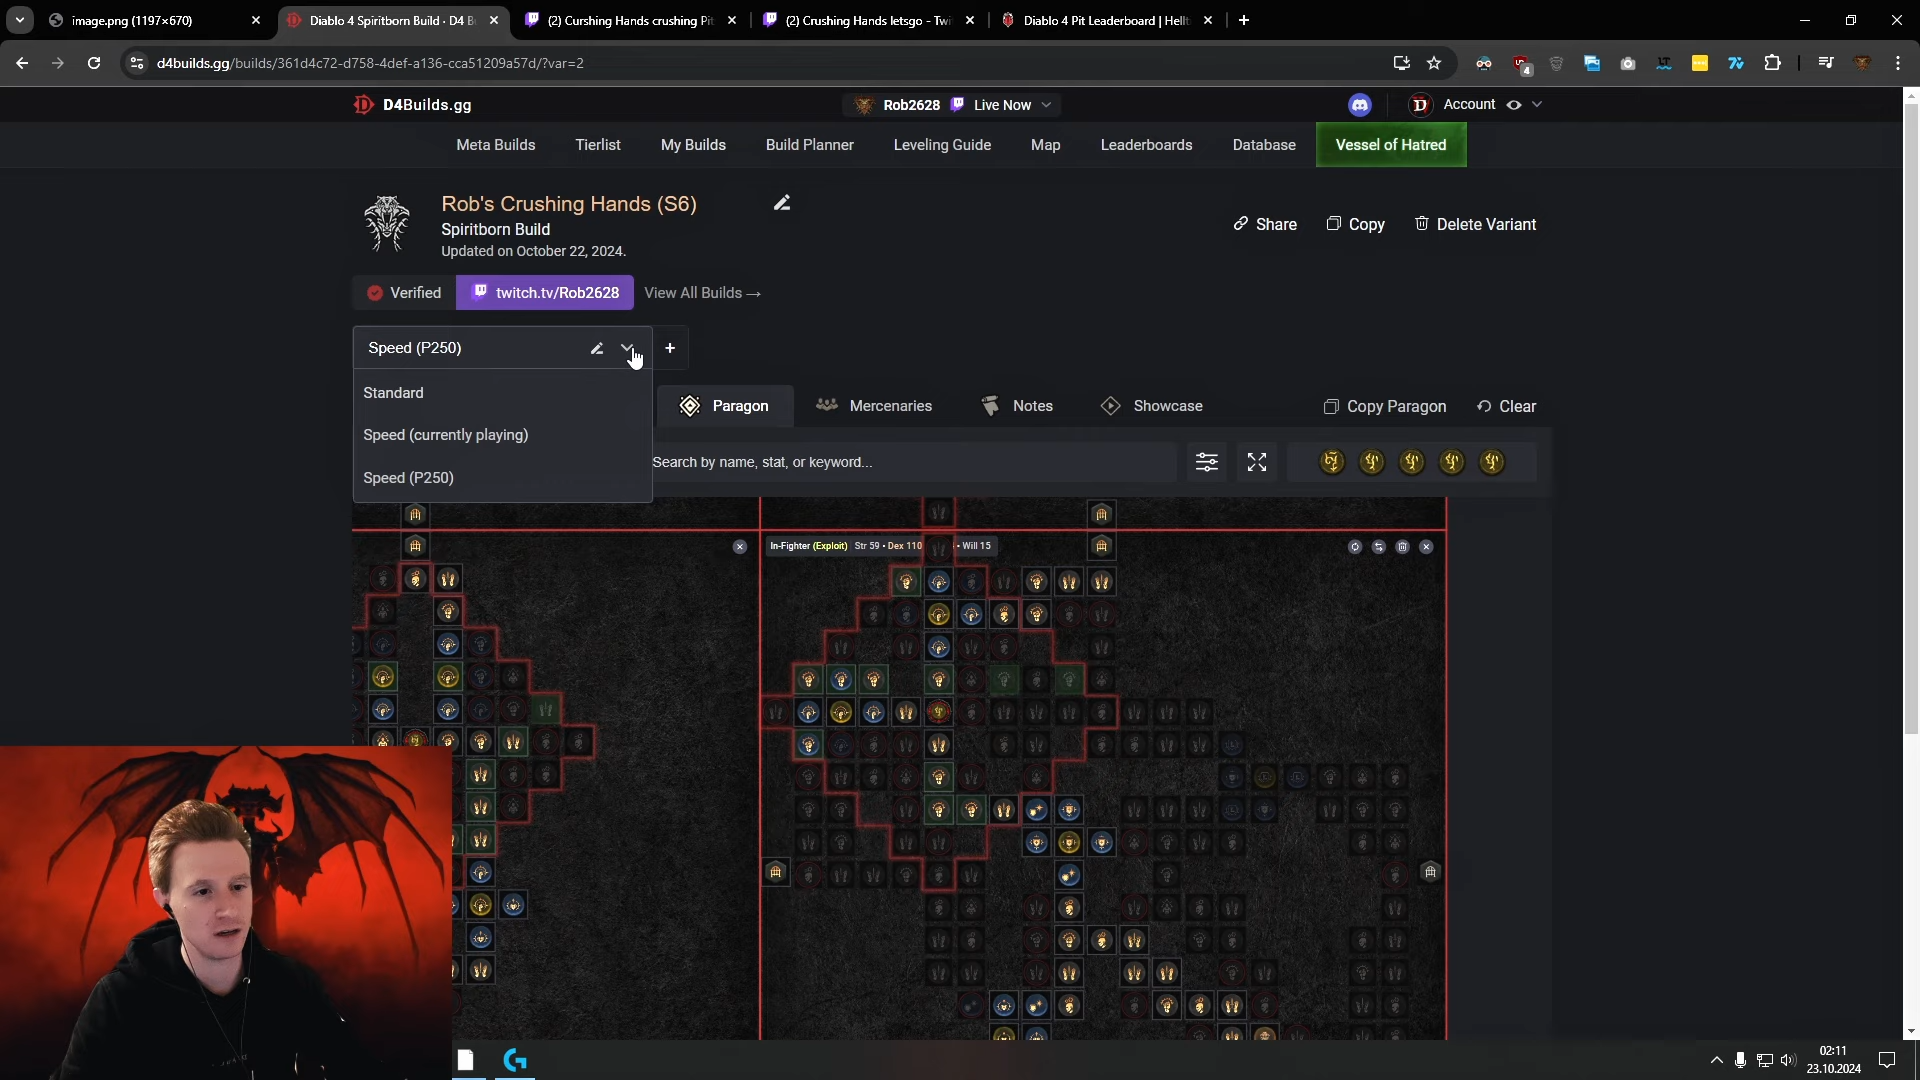 image.png (1197×670)
Diablo 4 Spiritborn Build · D4 B
(2) Curshing Hands crushing Pit
(2) Crushing Hands letsgo - Twi
Diablo 4 Pit Leaderboard | Hellt
d4builds.gg/builds/361d4c72-d758-4def-a136-cca51209a57d/?var=2
4
D4Builds.gg
Rob2628 Live Now
Account
Meta Builds Tierlist My Builds Build Planner Leveling Guide Map Leaderboards Database Vessel of Hatred
Rob's Crushing Hands (S6)
Spiritborn Build
Updated on October 22, 2024.
Share Copy Delete Variant
Verified twitch.tv/Rob2628 View All Builds →
Speed (P250) +
Standard
Speed (currently playing)
Speed (P250)
Paragon Mercenaries Notes Showcase Copy Paragon Clear
Search by name, stat, or keyword...
In-Fighter (Exploit) Str 59 • Dex 110 • Will 15
02:11
23.10.2024